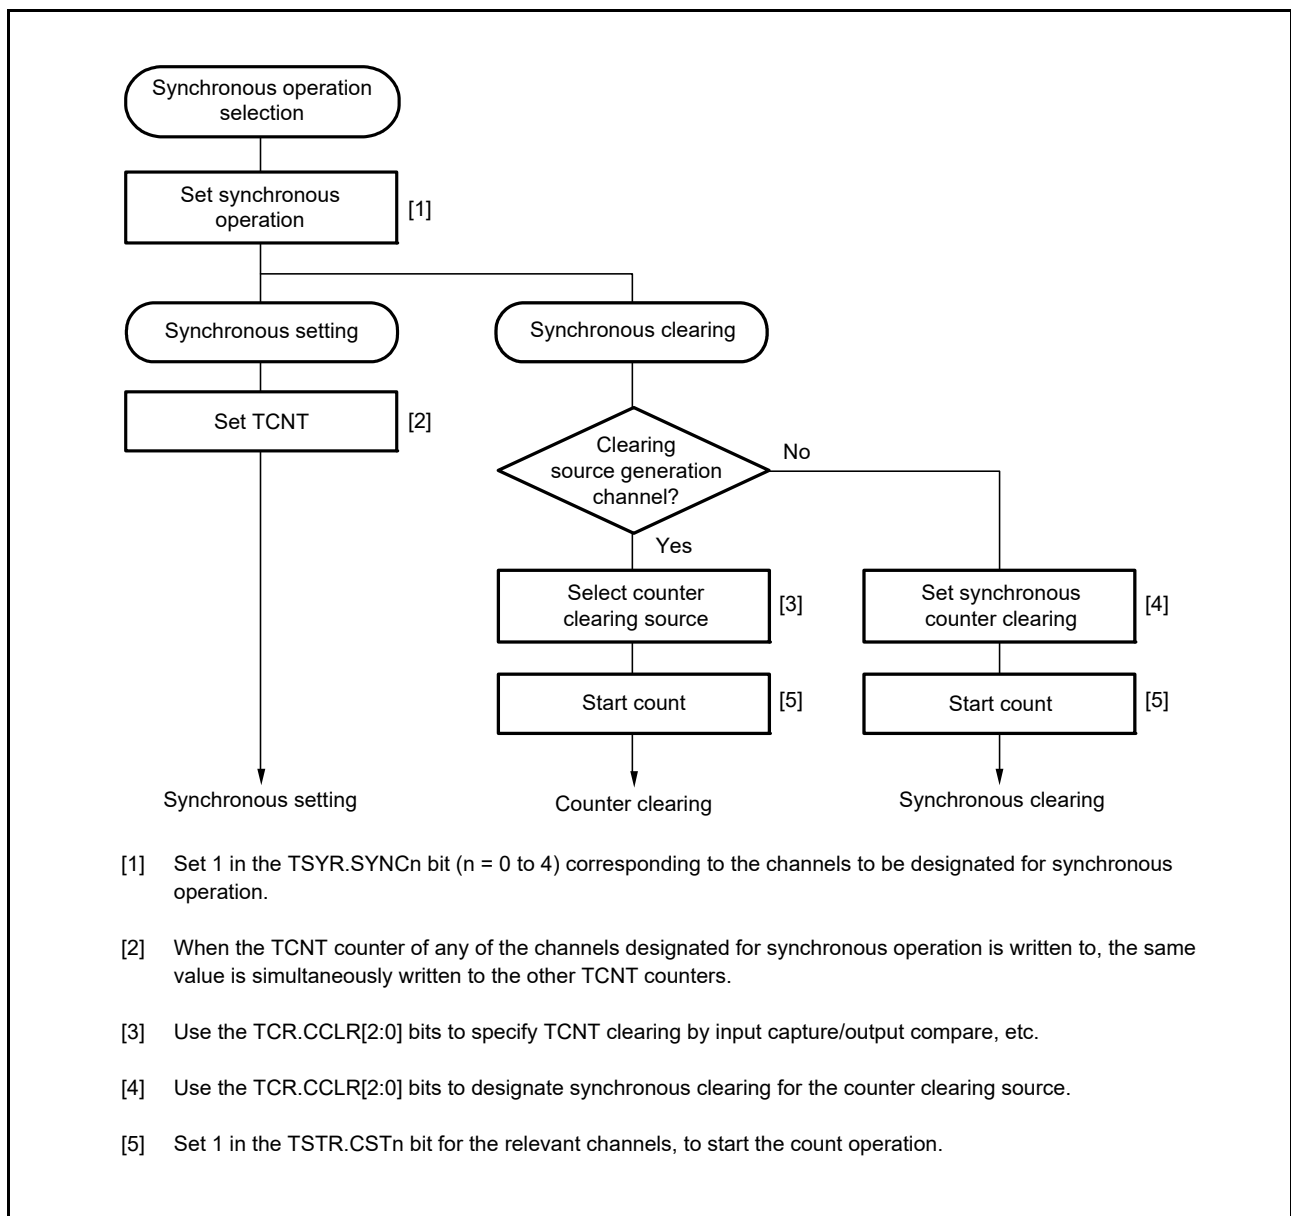 Synchronous operation
selection
Set synchronous
operation
[1]
Synchronous setting
Synchronous clearing
Set TCNT
[2]
Clearing
source generation
channel?
No
Yes
Select counter
clearing source
[3]
Set synchronous
counter clearing
[4]
Start count
[5]
Start count
[5]
Synchronous setting
Counter clearing
Synchronous clearing
[1] Set 1 in the TSYR.SYNCn bit (n = 0 to 4) corresponding to the channels to be designated for synchronous
operation.
[2] When the TCNT counter of any of the channels designated for synchronous operation is written to, the same
value is simultaneously written to the other TCNT counters.
[3] Use the TCR.CCLR[2:0] bits to specify TCNT clearing by input capture/output compare, etc.
[4] Use the TCR.CCLR[2:0] bits to designate synchronous clearing for the counter clearing source.
[5] Set 1 in the TSTR.CSTn bit for the relevant channels, to start the count operation.